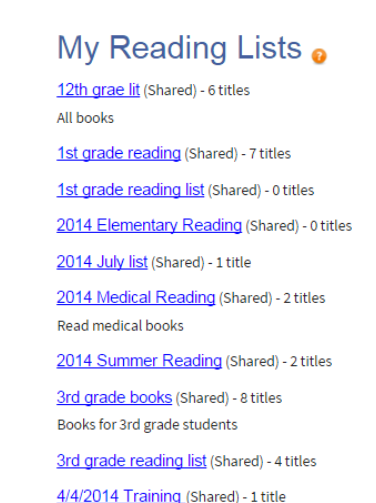 My Reading Lists ?
12th grae lit (Shared) - 6 titles
All books
1st grade reading (Shared) - 7 titles
1st grade reading list (Shared) - 0 titles
2014 Elementary Reading (Shared) - 0 titles
2014 July list (Shared) - 1 title
2014 Medical Reading (Shared) - 2 titles
Read medical books
2014 Summer Reading (Shared) - 2 titles
3rd grade books (Shared) - 8 titles
Books for 3rd grade students
3rd grade reading list (Shared) - 4 titles
4/4/2014 Training (Shared) - 1 title